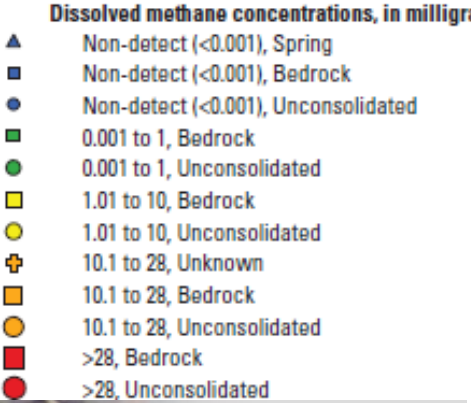 Dissolved methane concentrations, in milligra
Non-detect (<0.001), Spring
Non-detect (<0.001), Bedrock
Non-detect (<0.001), Unconsolidated
0.001 to 1, Bedrock
0.001 to 1, Unconsolidated
1.01 to 10, Bedrock
1.01 to 10, Unconsolidated
10.1 to 28, Unknown
10.1 to 28, Bedrock
10.1 to 28, Unconsolidated
>28, Bedrock
>28, Unconsolidated